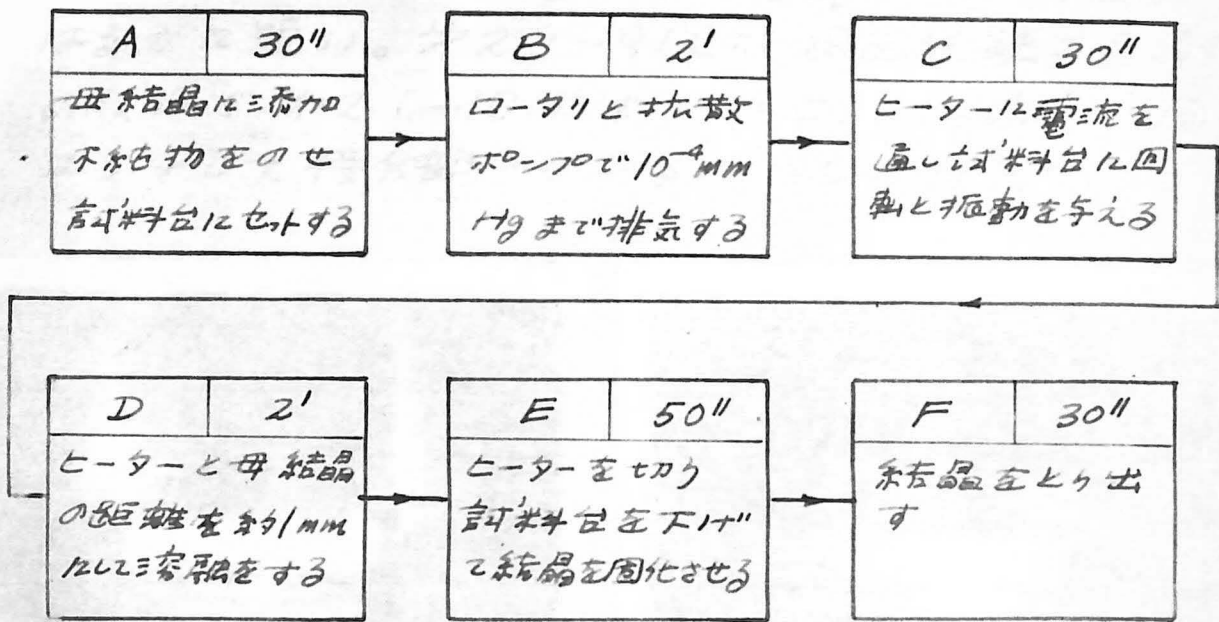 A 30"
母結晶に添加
不純物をのせ
試料台にセットする
B 2'
ロータリと拡散
ポンプで10⁻⁴mm
Hgまで排気する
C 30"
ヒーターに電流を
通し試料台に回
転と振動を与える
D 2'
ヒーターと母結晶
の距離を約1mm
にして溶融をする
E 50"
ヒーターを切り
試料台を下げ
て結晶を固化させる
F 30"
結晶をとり出
す